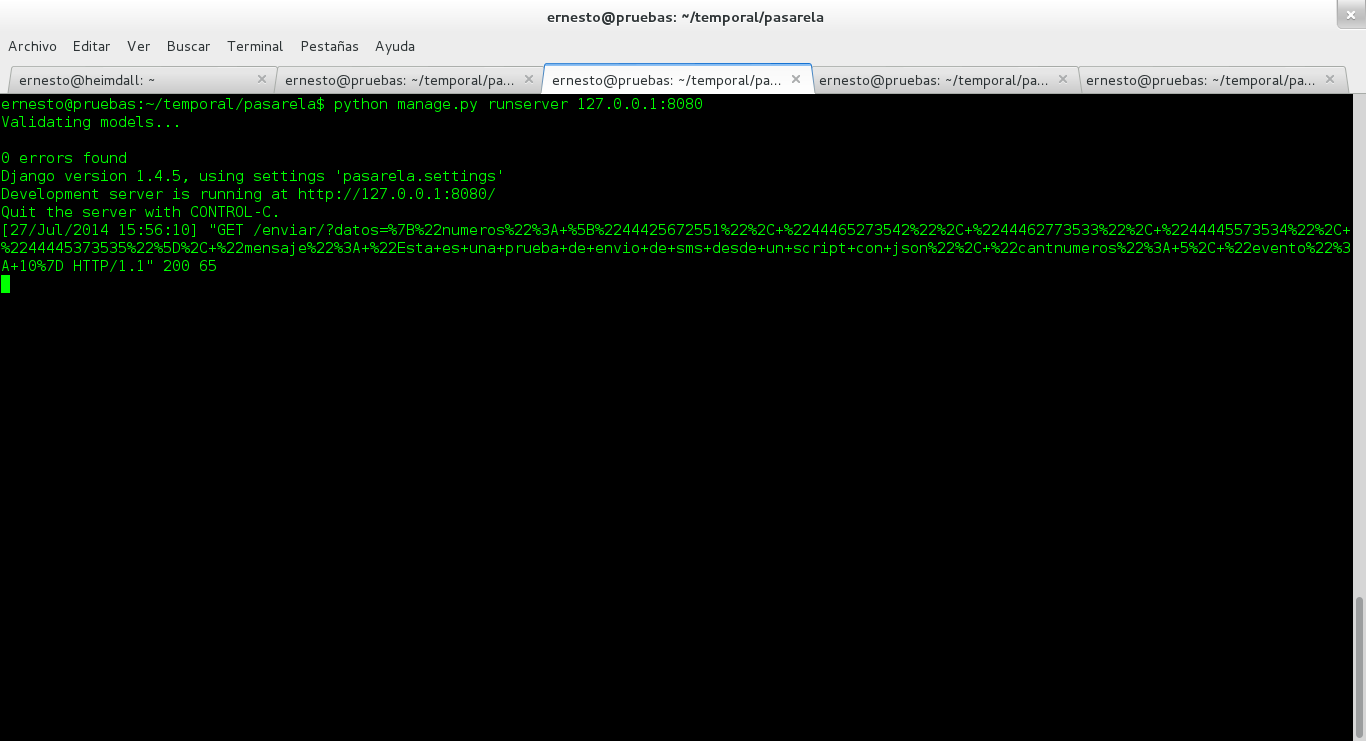 ernesto@pruebas: ~/temporal/pasarela
Archivo Editar Ver Buscar Terminal Pestañas Ayuda
ernesto@heimdall: ~ ernesto@pruebas: ~/temporal/pa... ernesto@pruebas: ~/temporal/pa... ernesto@pruebas: ~/temporal/pa... ernesto@pruebas: ~/temporal/pa...
ernesto@pruebas:~/temporal/pasarela$ python manage.py runserver 127.0.0.1:8080
Validating models...
0 errors found
Django version 1.4.5, using settings 'pasarela.settings'
Development server is running at http://127.0.0.1:8080/
Quit the server with CONTROL-C.
[27/Jul/2014 15:56:10] "GET /enviar/?datos=%7B%22numeros%22%3A+%5B%2244425672551%22%2C+%2244465273542%22%2C+%2244462773533%22%2C+%2244445573534%22%2C+
%2244445373535%22%5D%2C+%22mensaje%22%3A+%22Esta+es+una+prueba+de+envio+de+sms+desde+un+script+con+json%22%2C+%22cantnumeros%22%3A+5%2C+%22evento%22%3
A+10%7D HTTP/1.1" 200 65